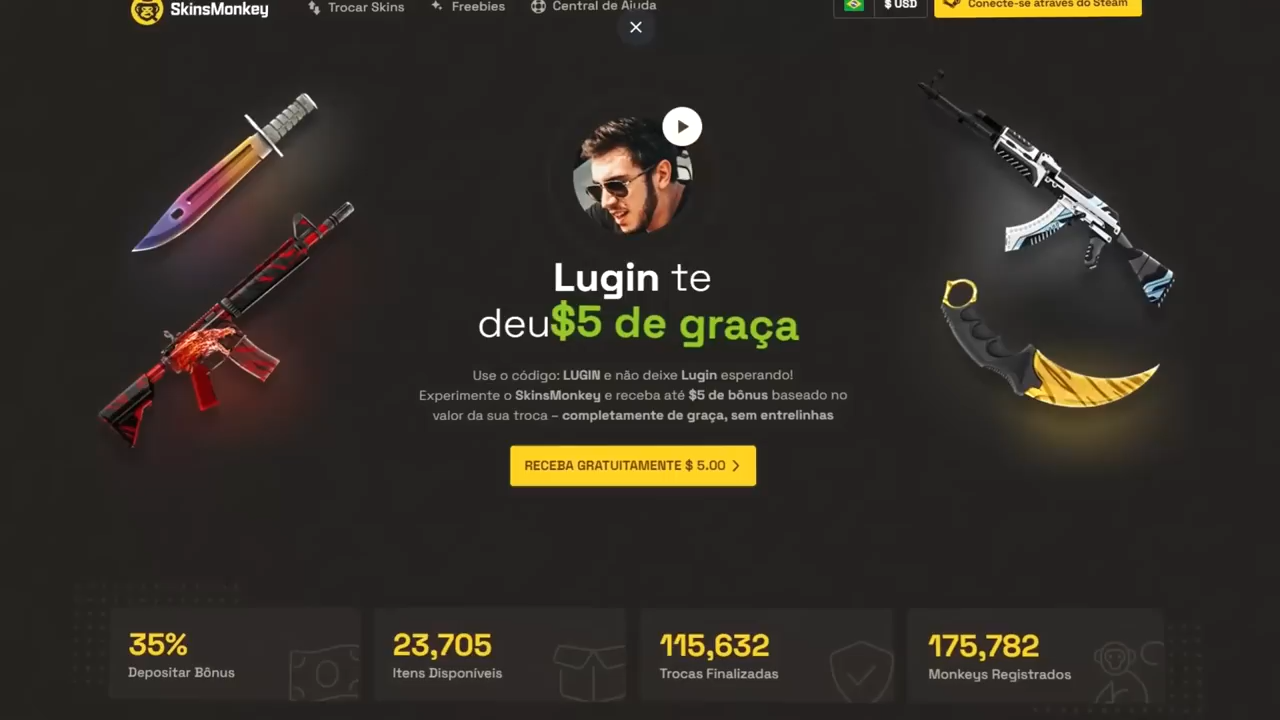 SkinsMonkey
Trocar Skins
Freebies
Central de Ajuda
$ USD
Conecte-se através do Steam
Lugin te
deu$5 de graça
Use o código: LUGIN e não deixe Lugin esperando!
Experimente o SkinsMonkey e receba até $5 de bônus baseado no
valor da sua troca – completamente de graça, sem entrelinhas
RECEBA GRATUITAMENTE $ 5.00
35%
Depositar Bônus
23,705
Itens Disponíveis
115,632
Trocas Finalizadas
175,782
Monkeys Registrados